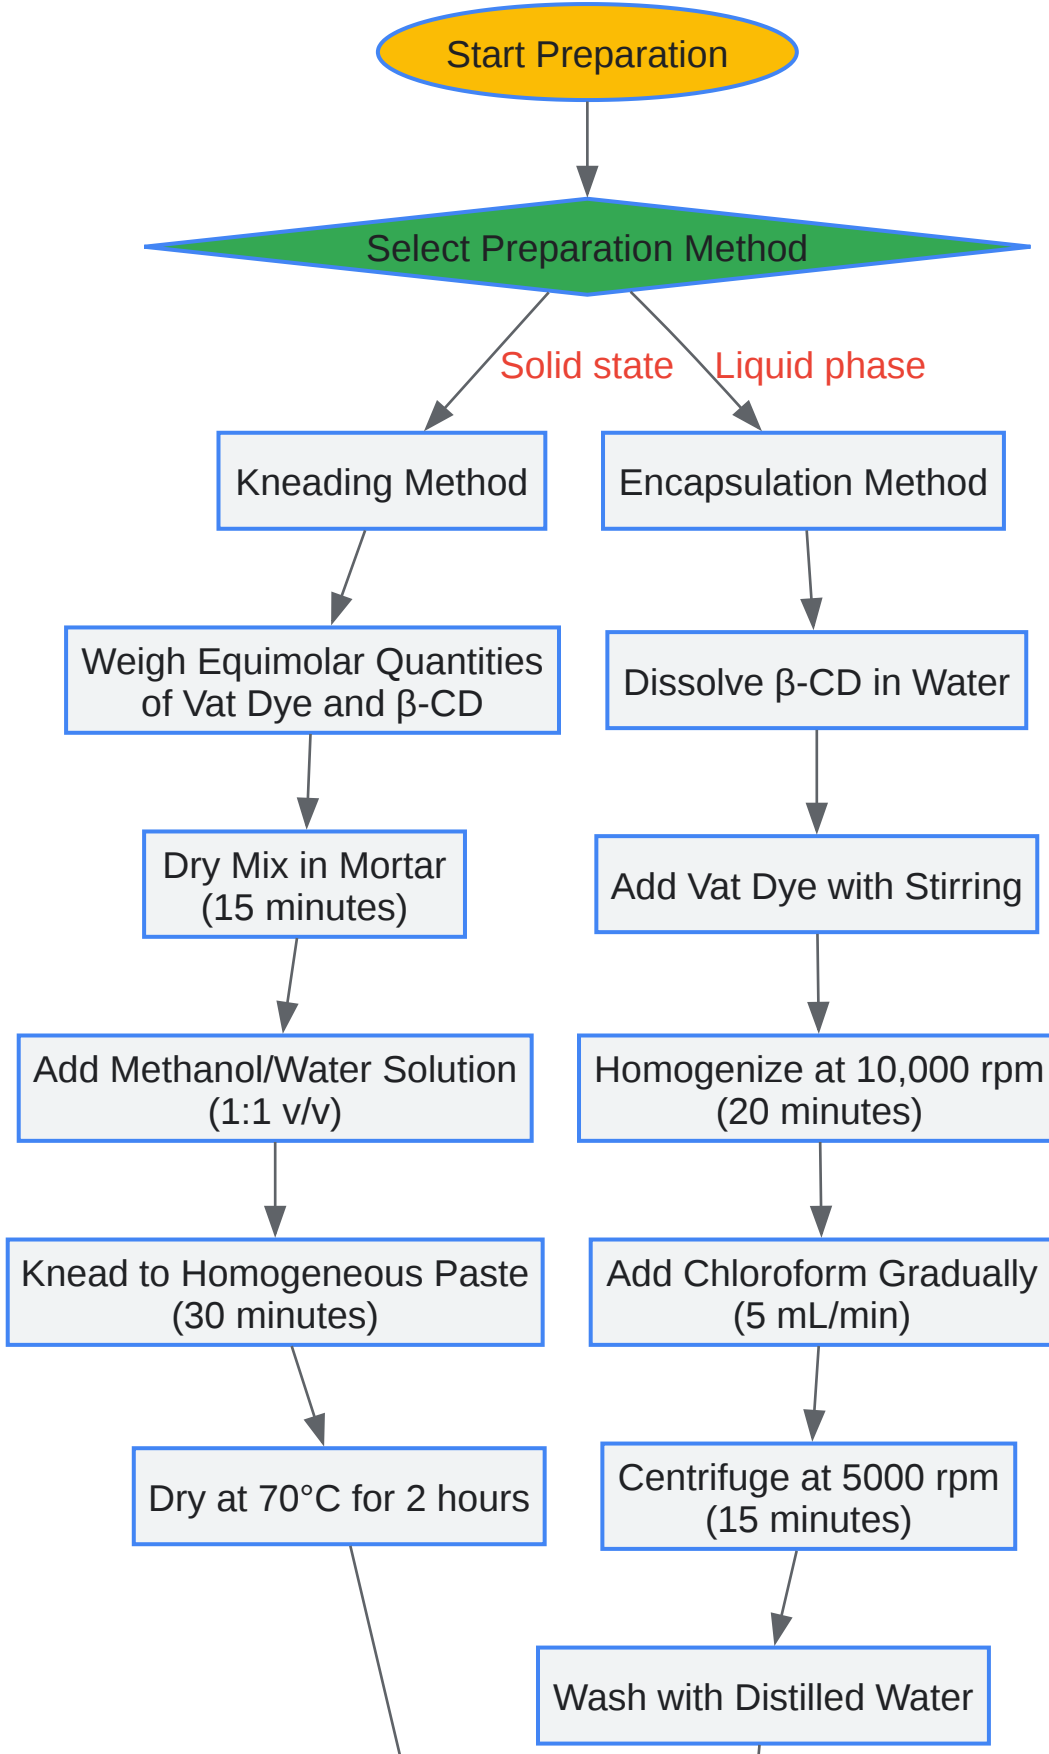 Start Preparation
Select Preparation Method
Solid state
Liquid phase
Kneading Method
Encapsulation Method
Weigh Equimolar Quantities
of Vat Dye and β-CD
Dissolve β-CD in Water
Dry Mix in Mortar
(15 minutes)
Add Vat Dye with Stirring
Add Methanol/Water Solution
(1:1 v/v)
Homogenize at 10,000 rpm
(20 minutes)
Knead to Homogeneous Paste
(30 minutes)
Add Chloroform Gradually
(5 mL/min)
Dry at 70°C for 2 hours
Centrifuge at 5000 rpm
(15 minutes)
Wash with Distilled Water